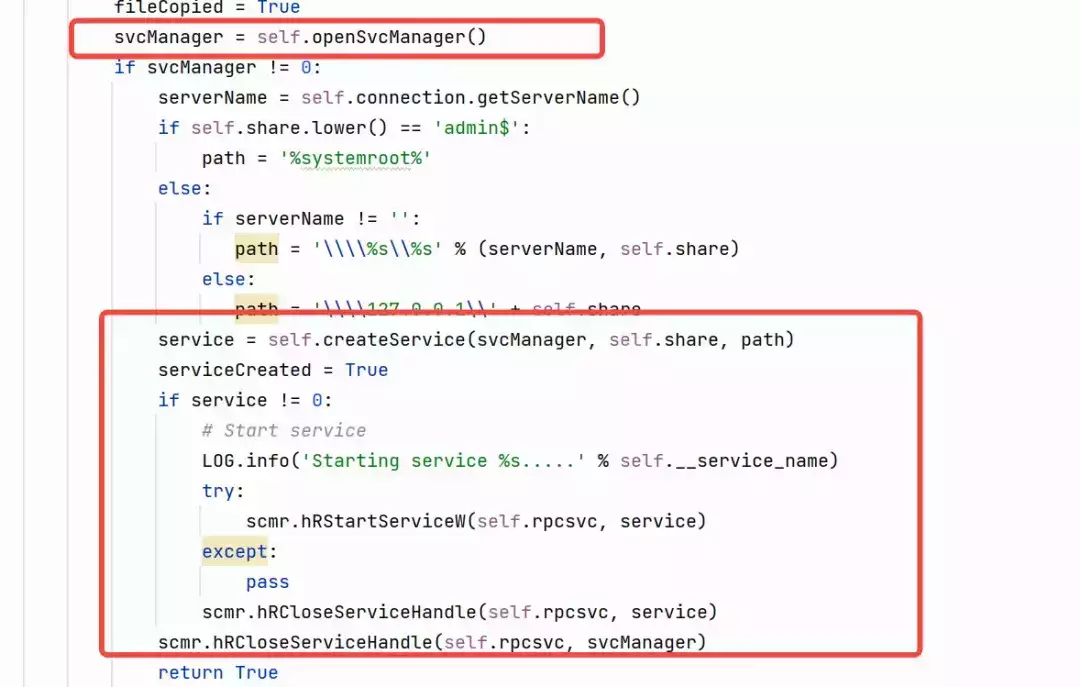 fileCopied = True
svcManager = self.openSvcManager()
if svcManager != 0:
serverName = self.connection.getServerName()
if self.share.lower() == 'admin$':
path = '%systemroot%'
else:
if serverName != '':
path = '\\\\%s\\%s' % (serverName, self.share)
else:
path = '\\\\127.0.0.1\\' + self.share
service = self.createService(svcManager, self.share, path)
serviceCreated = True
if service != 0:
# Start service
LOG.info('Starting service %s.....' % self.__service_name)
try:
scmr.hRStartServiceW(self.rpcsvc, service)
except:
pass
scmr.hRCloseServiceHandle(self.rpcsvc, service)
scmr.hRCloseServiceHandle(self.rpcsvc, svcManager)
return True